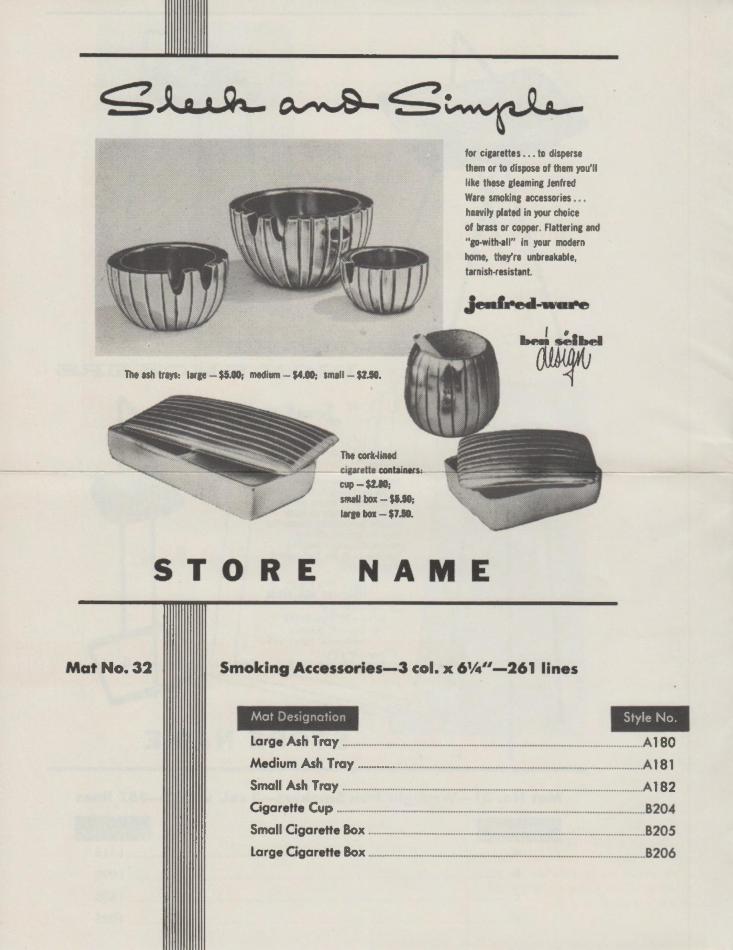 Sleek and Simple
for cigarettes . . . to disperse
them or to dispose of them you'll
like these gleaming Jenfred
Ware smoking accessories . . .
heavily plated in your choice
of brass or copper. Flattering and
"go-with-all" in your modern
home, they're unbreakable,
tarnish-resistant.
jenfred-ware
ben seibel
design
The ash trays: large — $5.00; medium — $4.00; small — $2.50.
The cork-lined
cigarette containers:
cup — $2.80;
small box — $5.50;
large box — $7.50.
STORE NAME
Mat No. 32
Smoking Accessories—3 col. x 6¼"—261 lines
Mat Designation Style No.
Large Ash Tray A180
Medium Ash Tray A181
Small Ash Tray A182
Cigarette Cup B204
Small Cigarette Box B205
Large Cigarette Box B206